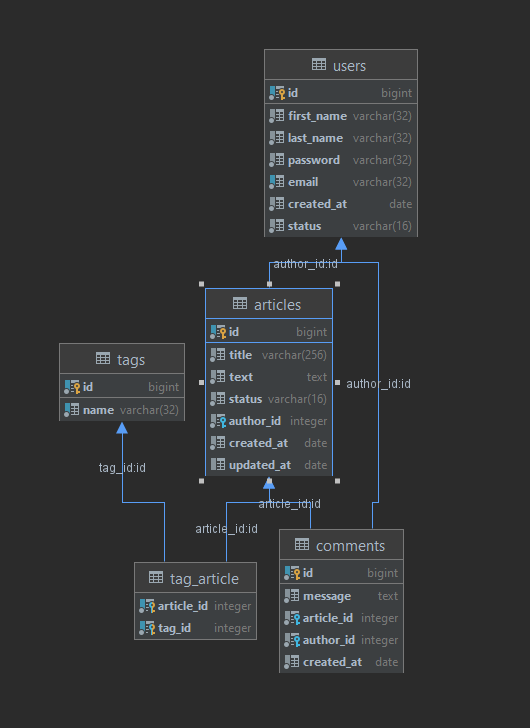 users
id bigint
first_name varchar(32)
last_name varchar(32)
password varchar(32)
email varchar(32)
created_at date
status varchar(16)
author_id:id
articles
id bigint
title varchar(256)
text text
status varchar(16)
author_id integer
created_at date
updated_at date
tags
id bigint
name varchar(32)
author_id:id
tag_id:id
article_id:id
article_id:id
tag_article
article_id integer
tag_id integer
comments
id bigint
message text
article_id integer
author_id integer
created_at date